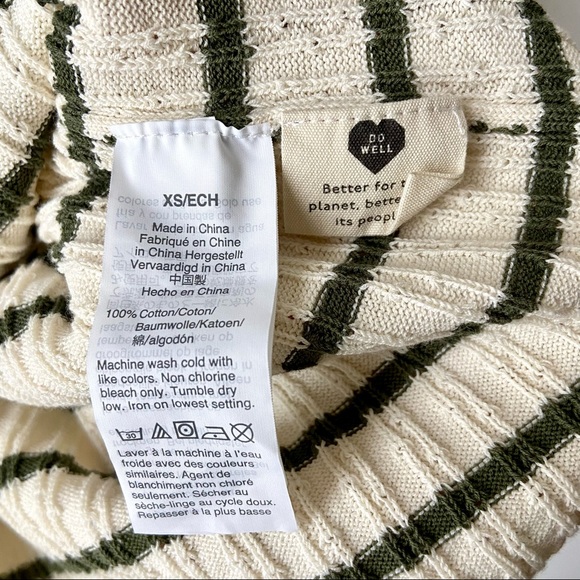 XS/ECH
Made in China
Fabriqué en Chine
in China Hergestellt
Vervaardigd in China
中国製
Hecho en China
100% Cotton/Coton/
Baumwolle/Katoen/
綿/algodón
Machine wash cold with
like colors. Non chlorine
bleach only. Tumble dry
low. Iron on lowest setting.
30
Laver à la machine à l'eau
froide avec des couleurs
similaires. Agent de
blanchiment non chloré
seulement. Sécher au
sèche-linge au cycle doux.
Repasser à la plus basse
DO
WELL
Better for t
planet, bette
its peopl